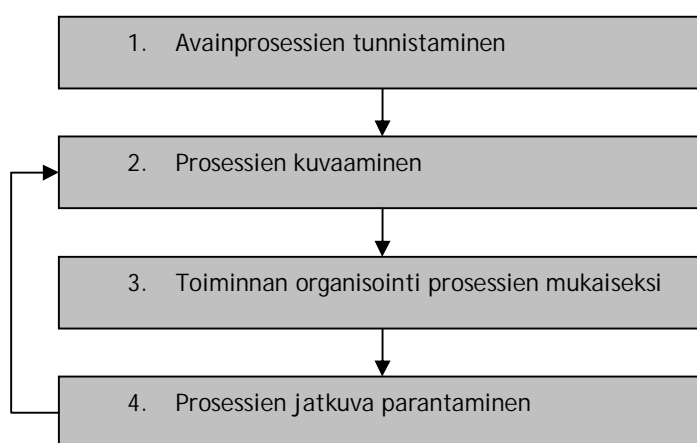 1. Avainprosessien tunnistaminen
2. Prosessien kuvaaminen
3. Toiminnan organisointi prosessien mukaiseksi
4. Prosessien jatkuva parantaminen